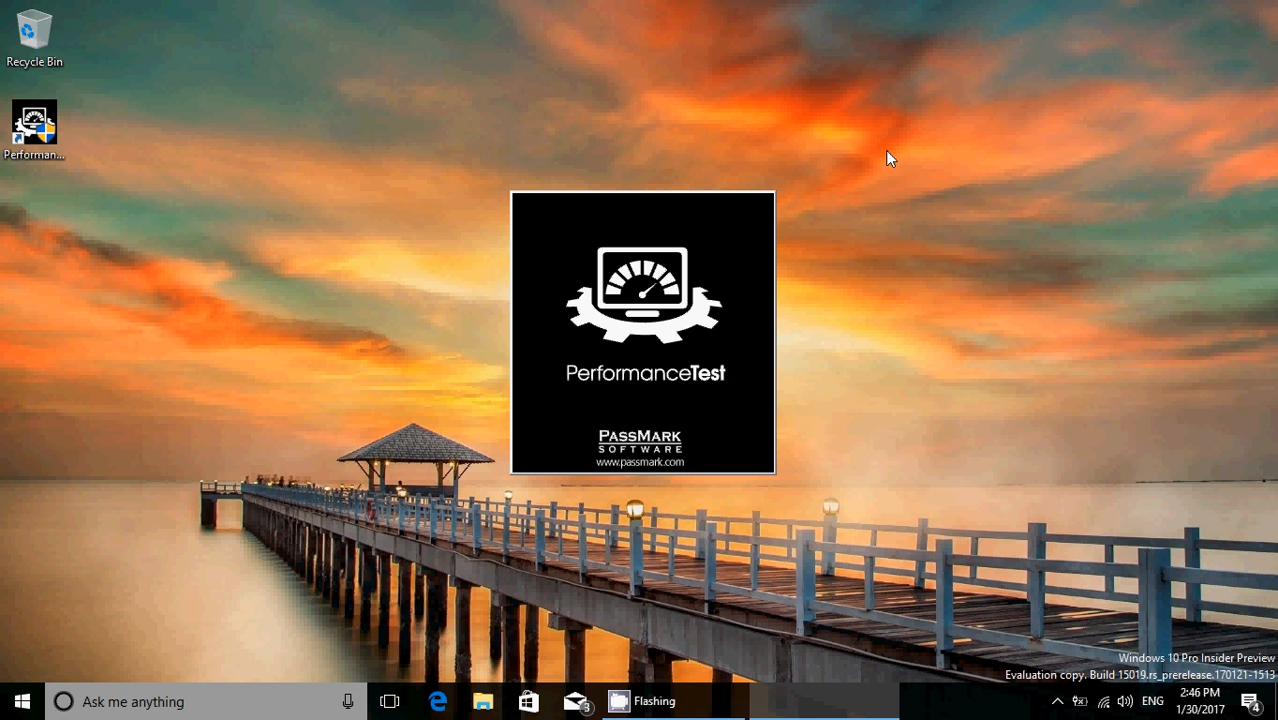 Recycle Bin
Performan...
PerformanceTest
PASSMARK
SOFTWARE
www.passmark.com
Windows 10 Pro Insider Preview
Evaluation copy. Build 15019.rs_prerelease.170121-1513
Ask me anything
3
Flashing
ENG
2:46 PM
1/30/2017
4